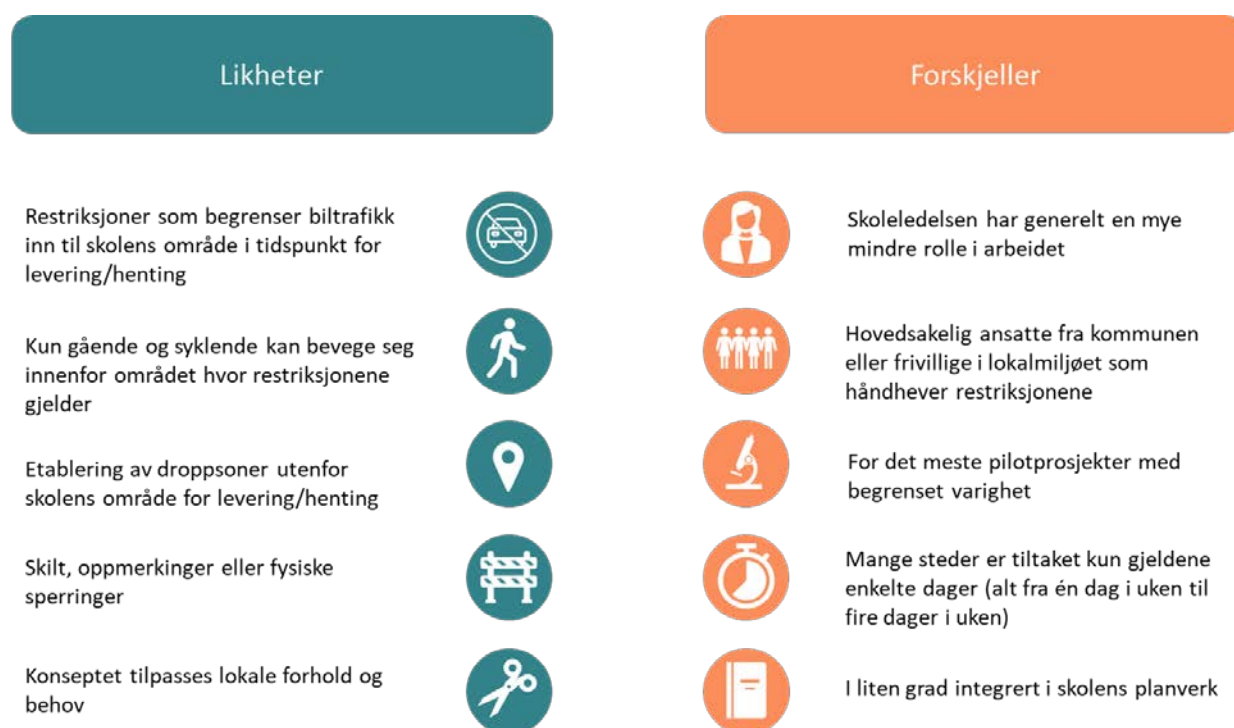 Likheter
Restriksjoner som begrenser biltrafikk
inn til skolens område i tidspunkt for
levering/henting
Kun gående og syklende kan bevege seg
innenfor området hvor restriksjonene
gjelder
Etablering av droppsoner utenfor
skolens område for levering/henting
Skilt, oppmerkinger eller fysiske
sperringer
Konseptet tilpasses lokale forhold og
behov
Forskjeller
Skoleledelsen har generelt en mye
mindre rolle i arbeidet
Hovedsakelig ansatte fra kommunen
eller frivillige i lokalmiljøet som
håndhever restriksjonene
For det meste pilotprosjekter med
begrenset varighet
Mange steder er tiltaket kun gjeldene
enkelte dager (alt fra én dag i uken til
fire dager i uken)
I liten grad integrert i skolens planverk